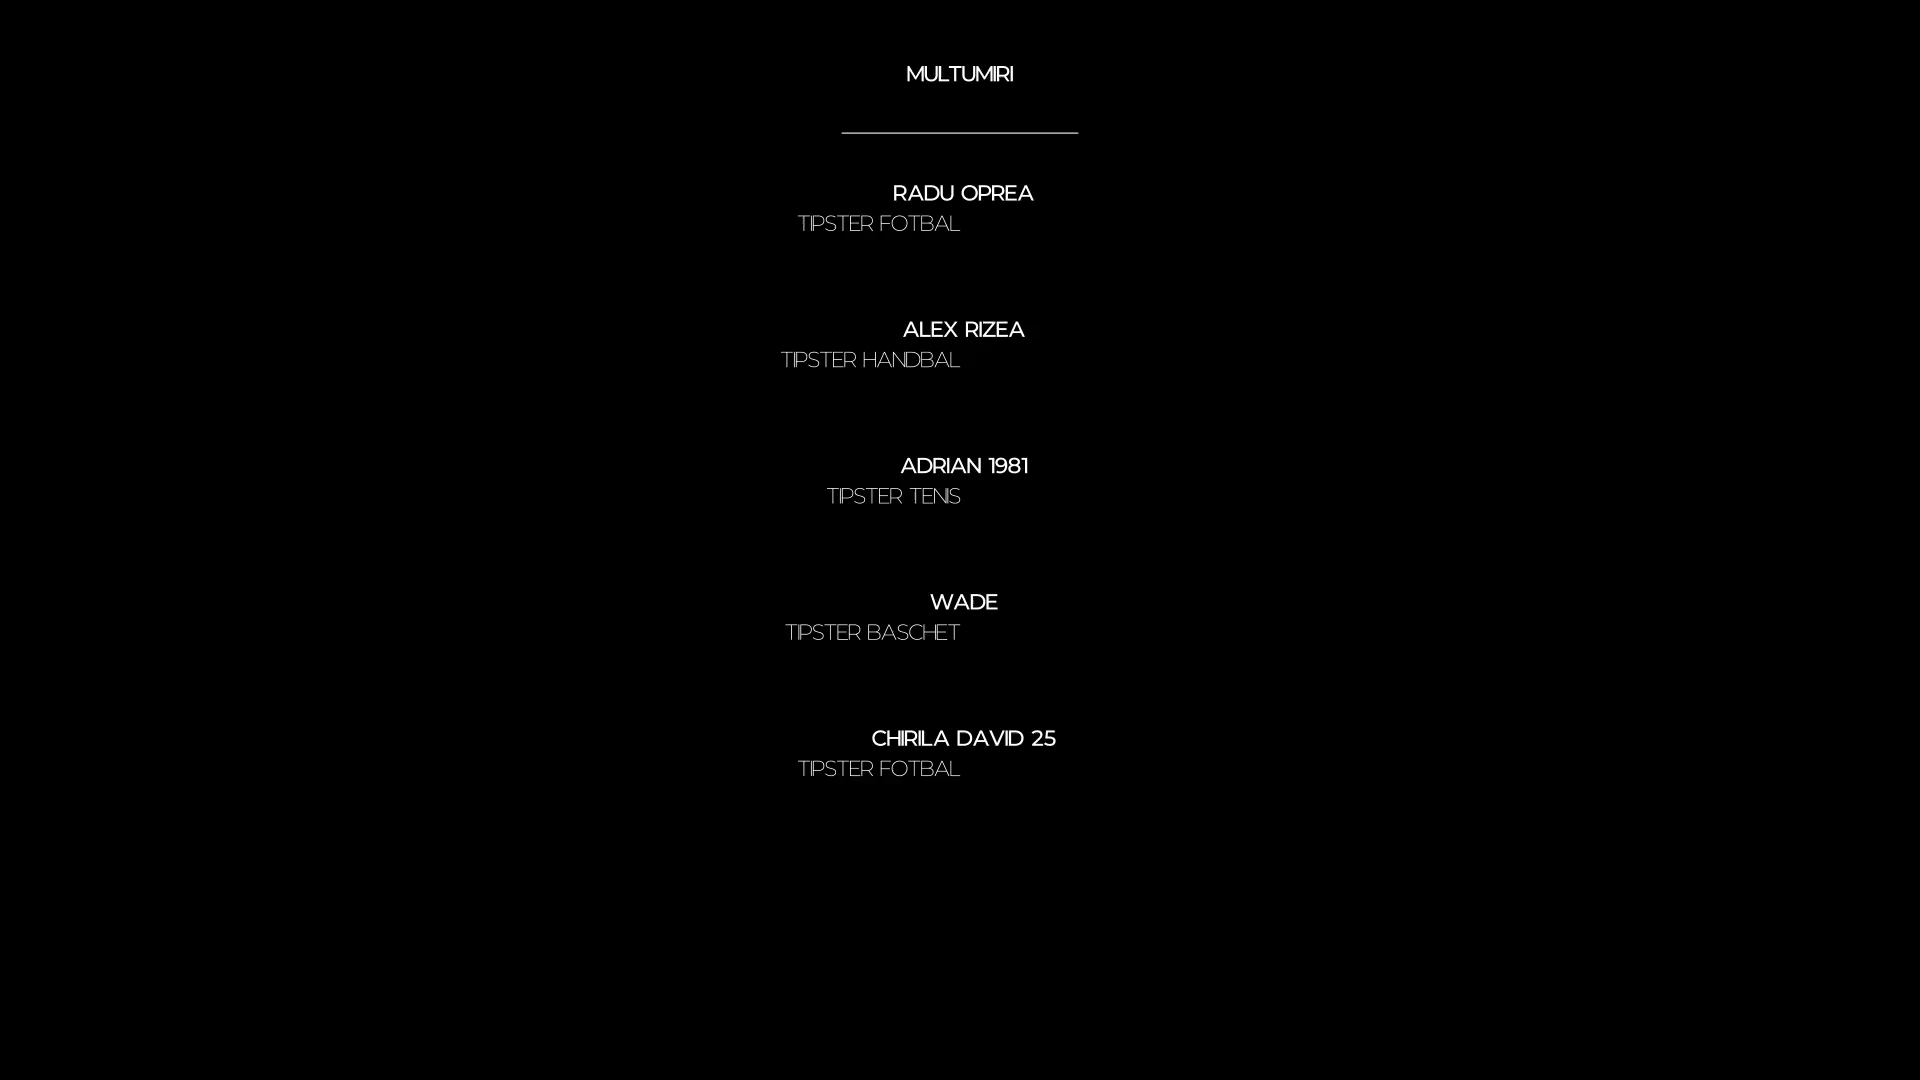 MULTUMIRI
RADU OPREA
TIPSTER FOTBAL
ALEX RIZEA
TIPSTER HANDBAL
ADRIAN 1981
TIPSTER TENIS
WADE
TIPSTER BASCHET
CHIRILA DAVID 25
TIPSTER FOTBAL